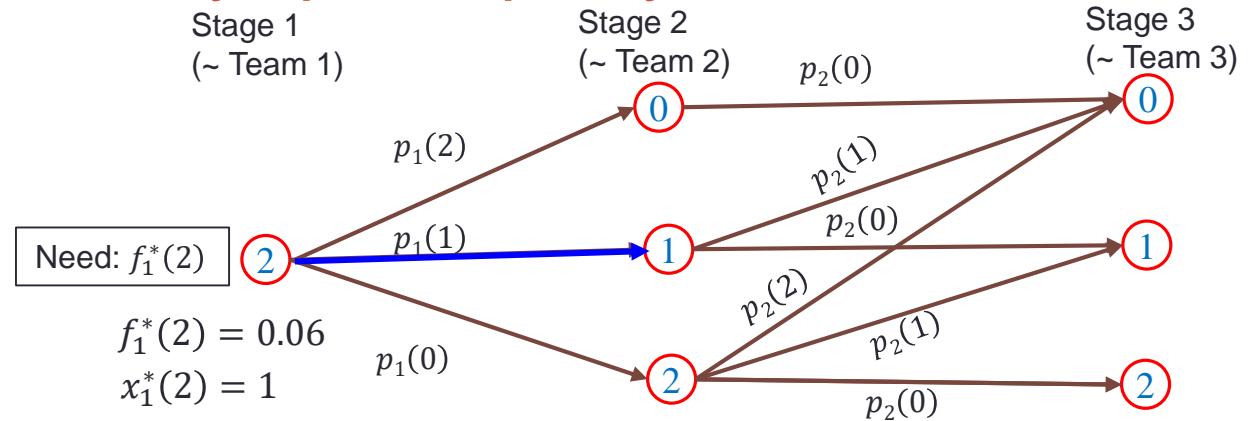 Stage 1
(~ Team 1)
Stage 2
(~ Team 2)
Stage 3
(~ Team 3)
p₂(0)
0
0
p₁(2)
p₂(1)
p₁(1)
p₂(0)
Need: f₁*(2)
2
1
1
p₂(2)
f₁*(2) = 0.06
p₂(1)
p₁(0)
x₁*(2) = 1
2
2
p₂(0)